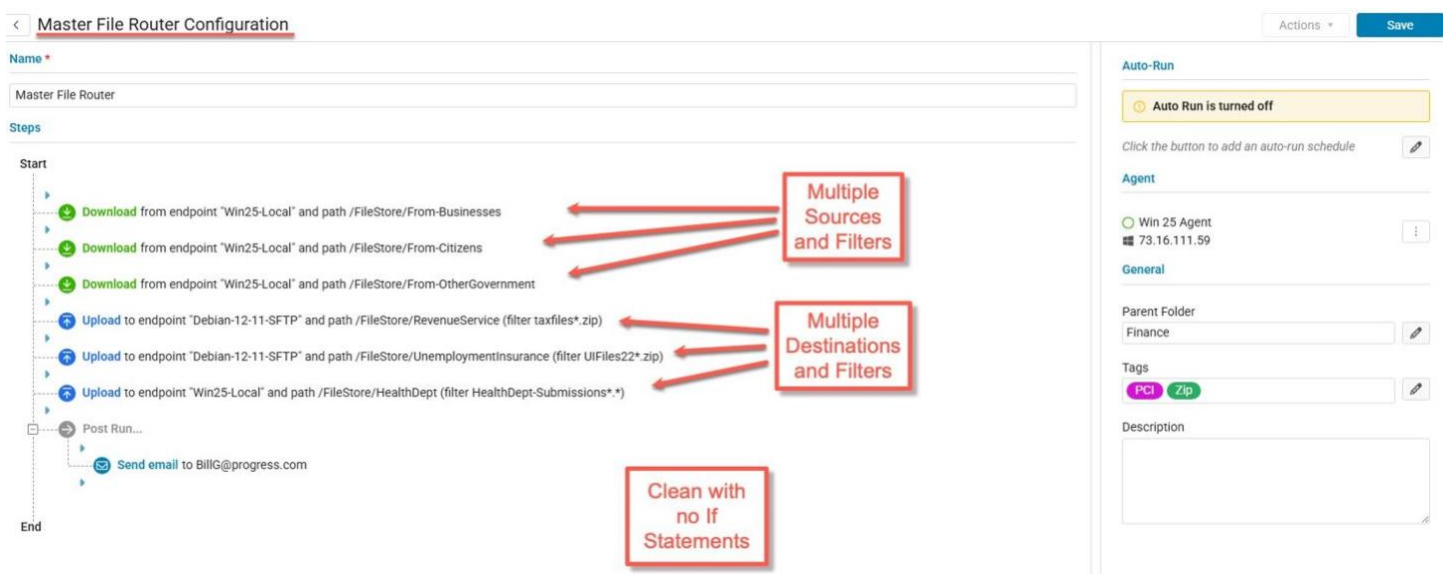 Master File Router Configuration
Actions
Save
Name *
Master File Router
Steps
Start
Download from endpoint "Win25-Local" and path /FileStore/From-Businesses
Download from endpoint "Win25-Local" and path /FileStore/From-Citizens
Download from endpoint "Win25-Local" and path /FileStore/From-OtherGovernment
Upload to endpoint "Debian-12-11-SFTP" and path /FileStore/RevenueService (filter taxfiles*.zip)
Upload to endpoint "Debian-12-11-SFTP" and path /FileStore/UnemploymentInsurance (filter UIFiles22*.zip)
Upload to endpoint "Win25-Local" and path /FileStore/HealthDept (filter HealthDept-Submissions*.*)
Post Run...
Send email to BillG@progress.com
End
Multiple
Sources
and Filters
Multiple
Destinations
and Filters
Clean with
no If
Statements
Auto-Run
Auto Run is turned off
Click the button to add an auto-run schedule
Agent
Win 25 Agent
73.16.111.59
General
Parent Folder
Finance
Tags
PCI Zip
Description